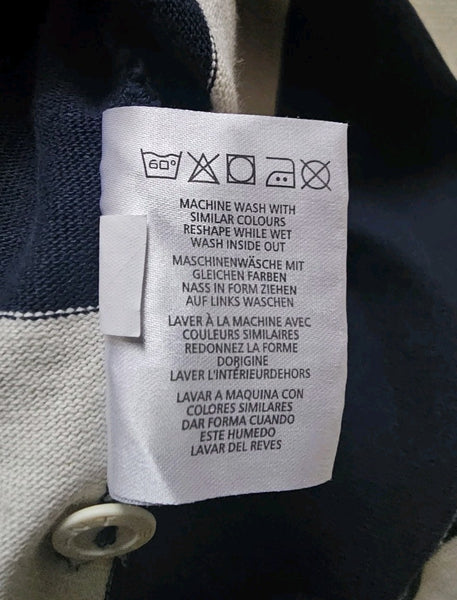 60°
MACHINE WASH WITH
SIMILAR COLOURS
RESHAPE WHILE WET
WASH INSIDE OUT
MASCHINENWÄSCHE MIT
GLEICHEN FARBEN
NASS IN FORM ZIEHEN
AUF LINKS WASCHEN
LAVER À LA MACHINE AVEC
COULEURS SIMILAIRES
REDONNEZ LA FORME
DORIGINE
LAVER L'INTÉRIEURDEHORS
LAVAR A MAQUINA CON
COLORES SIMILARES
DAR FORMA CUANDO
ESTE HUMEDO
LAVAR DEL REVES